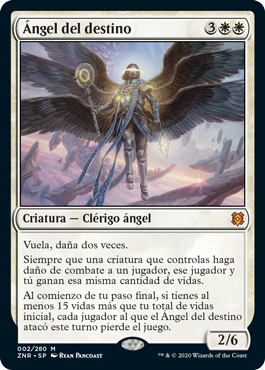 Ángel del destino 3
Criatura — Clérigo ángel
Vuela, daña dos veces.
Siempre que una criatura que controlas haga
daño de combate a un jugador, ese jugador y
tú ganan esa misma cantidad de vidas.
Al comienzo de tu paso final, si tienes al
menos 15 vidas más que tu total de vidas
inicial, cada jugador al que el Ángel del destino
atacó este turno pierde el juego.
2/6
002/280 M
ZNR • SP RYAN PANCOAST
™ & © 2020 Wizards of the Coast